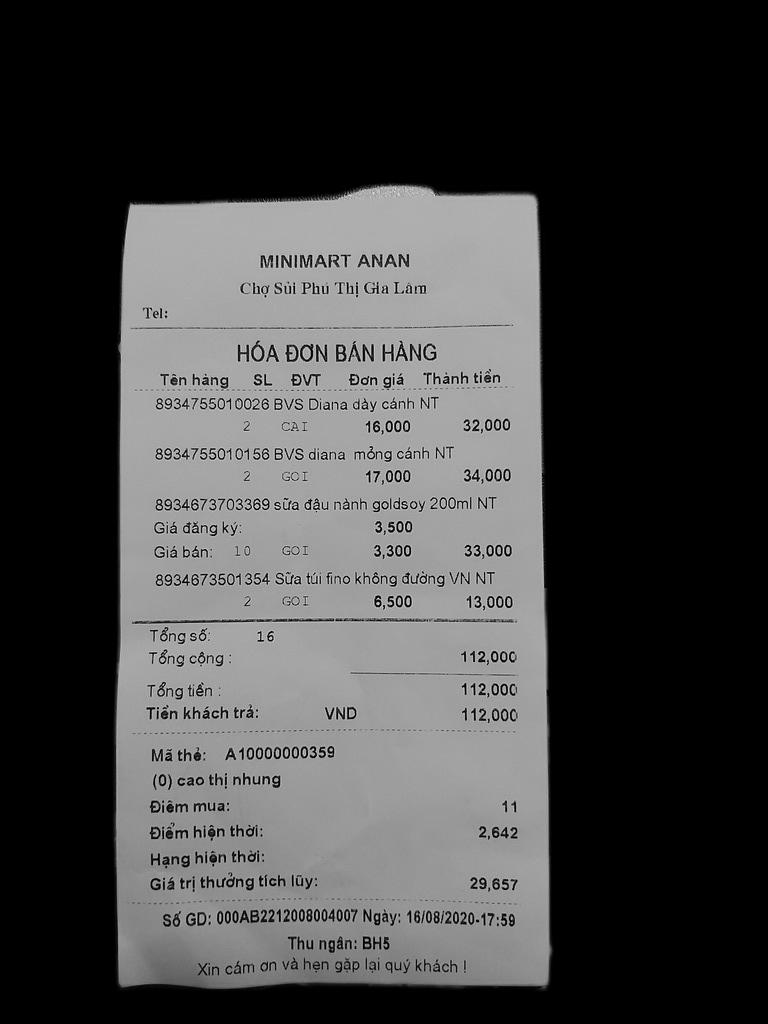 MINIMART ANAN
Chợ Sủi Phú Thị Gia Lâm
Tel:
HÓA ĐƠN BÁN HÀNG
Tên hàng SL ĐVT Đơn giá Thành tiền
8934755010026 BVS Diana dày cánh NT
2 CAI 16,000 32,000
8934755010156 BVS diana mỏng cánh NT
2 GOI 17,000 34,000
8934673703369 sữa đậu nành goldsoy 200ml NT
Giá đăng ký: 3,500
Giá bán: 10 GOI 3,300 33,000
8934673501354 Sữa túi fino không đường VN NT
2 GOI 6,500 13,000
Tổng số: 16
Tổng cộng : 112,000
Tổng tiền : 112,000
Tiền khách trả: VND 112,000
Mã thẻ: A10000000359
(0) cao thị nhung
Điểm mua: 11
Điểm hiện thời: 2,642
Hạng hiện thời:
Giá trị thưởng tích lũy: 29,657
Số GD: 000AB2212008004007 Ngày: 16/08/2020-17:59
Thu ngân: BH5
Xin cám ơn và hẹn gặp lại quý khách !